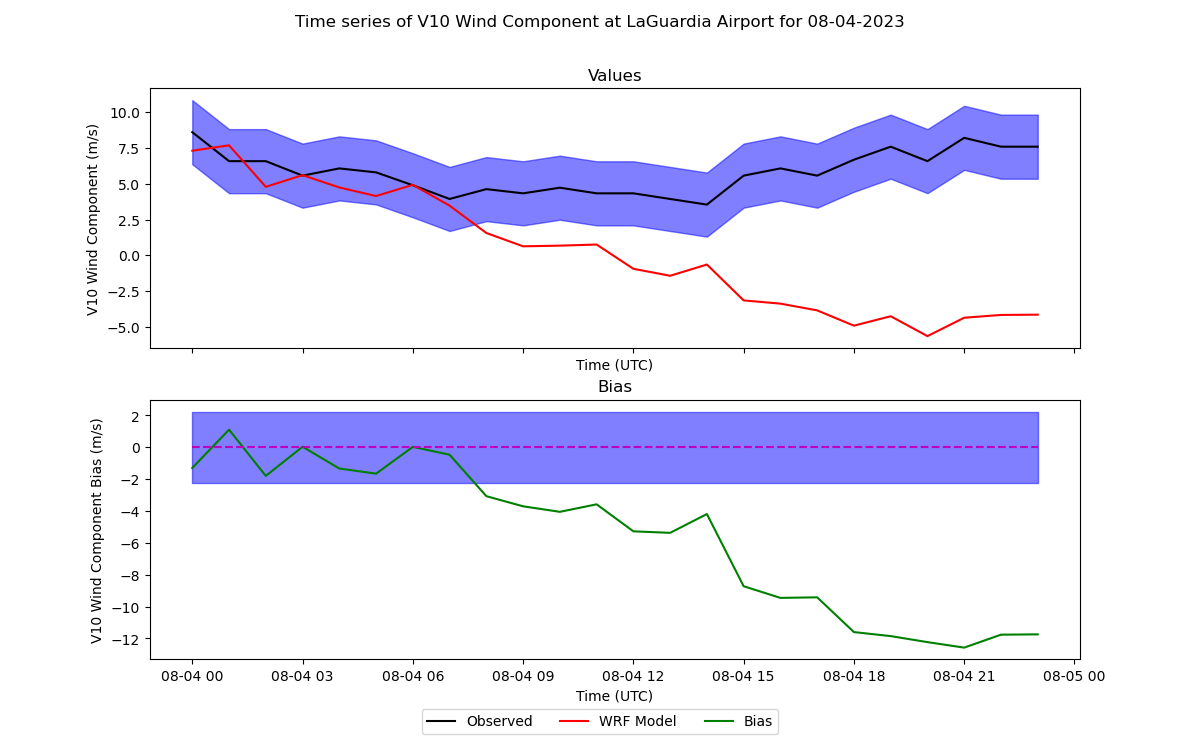 Time series of V10 Wind Component at LaGuardia Airport for 08-04-2023
Values
V10 Wind Component (m/s)
10.0
7.5
5.0
2.5
0.0
−2.5
−5.0
Time (UTC)
Bias
V10 Wind Component Bias (m/s)
2
0
−2
−4
−6
−8
−10
−12
08-04 00 08-04 03 08-04 06 08-04 09 08-04 12 08-04 15 08-04 18 08-04 21 08-05 00
Time (UTC)
Observed WRF Model Bias